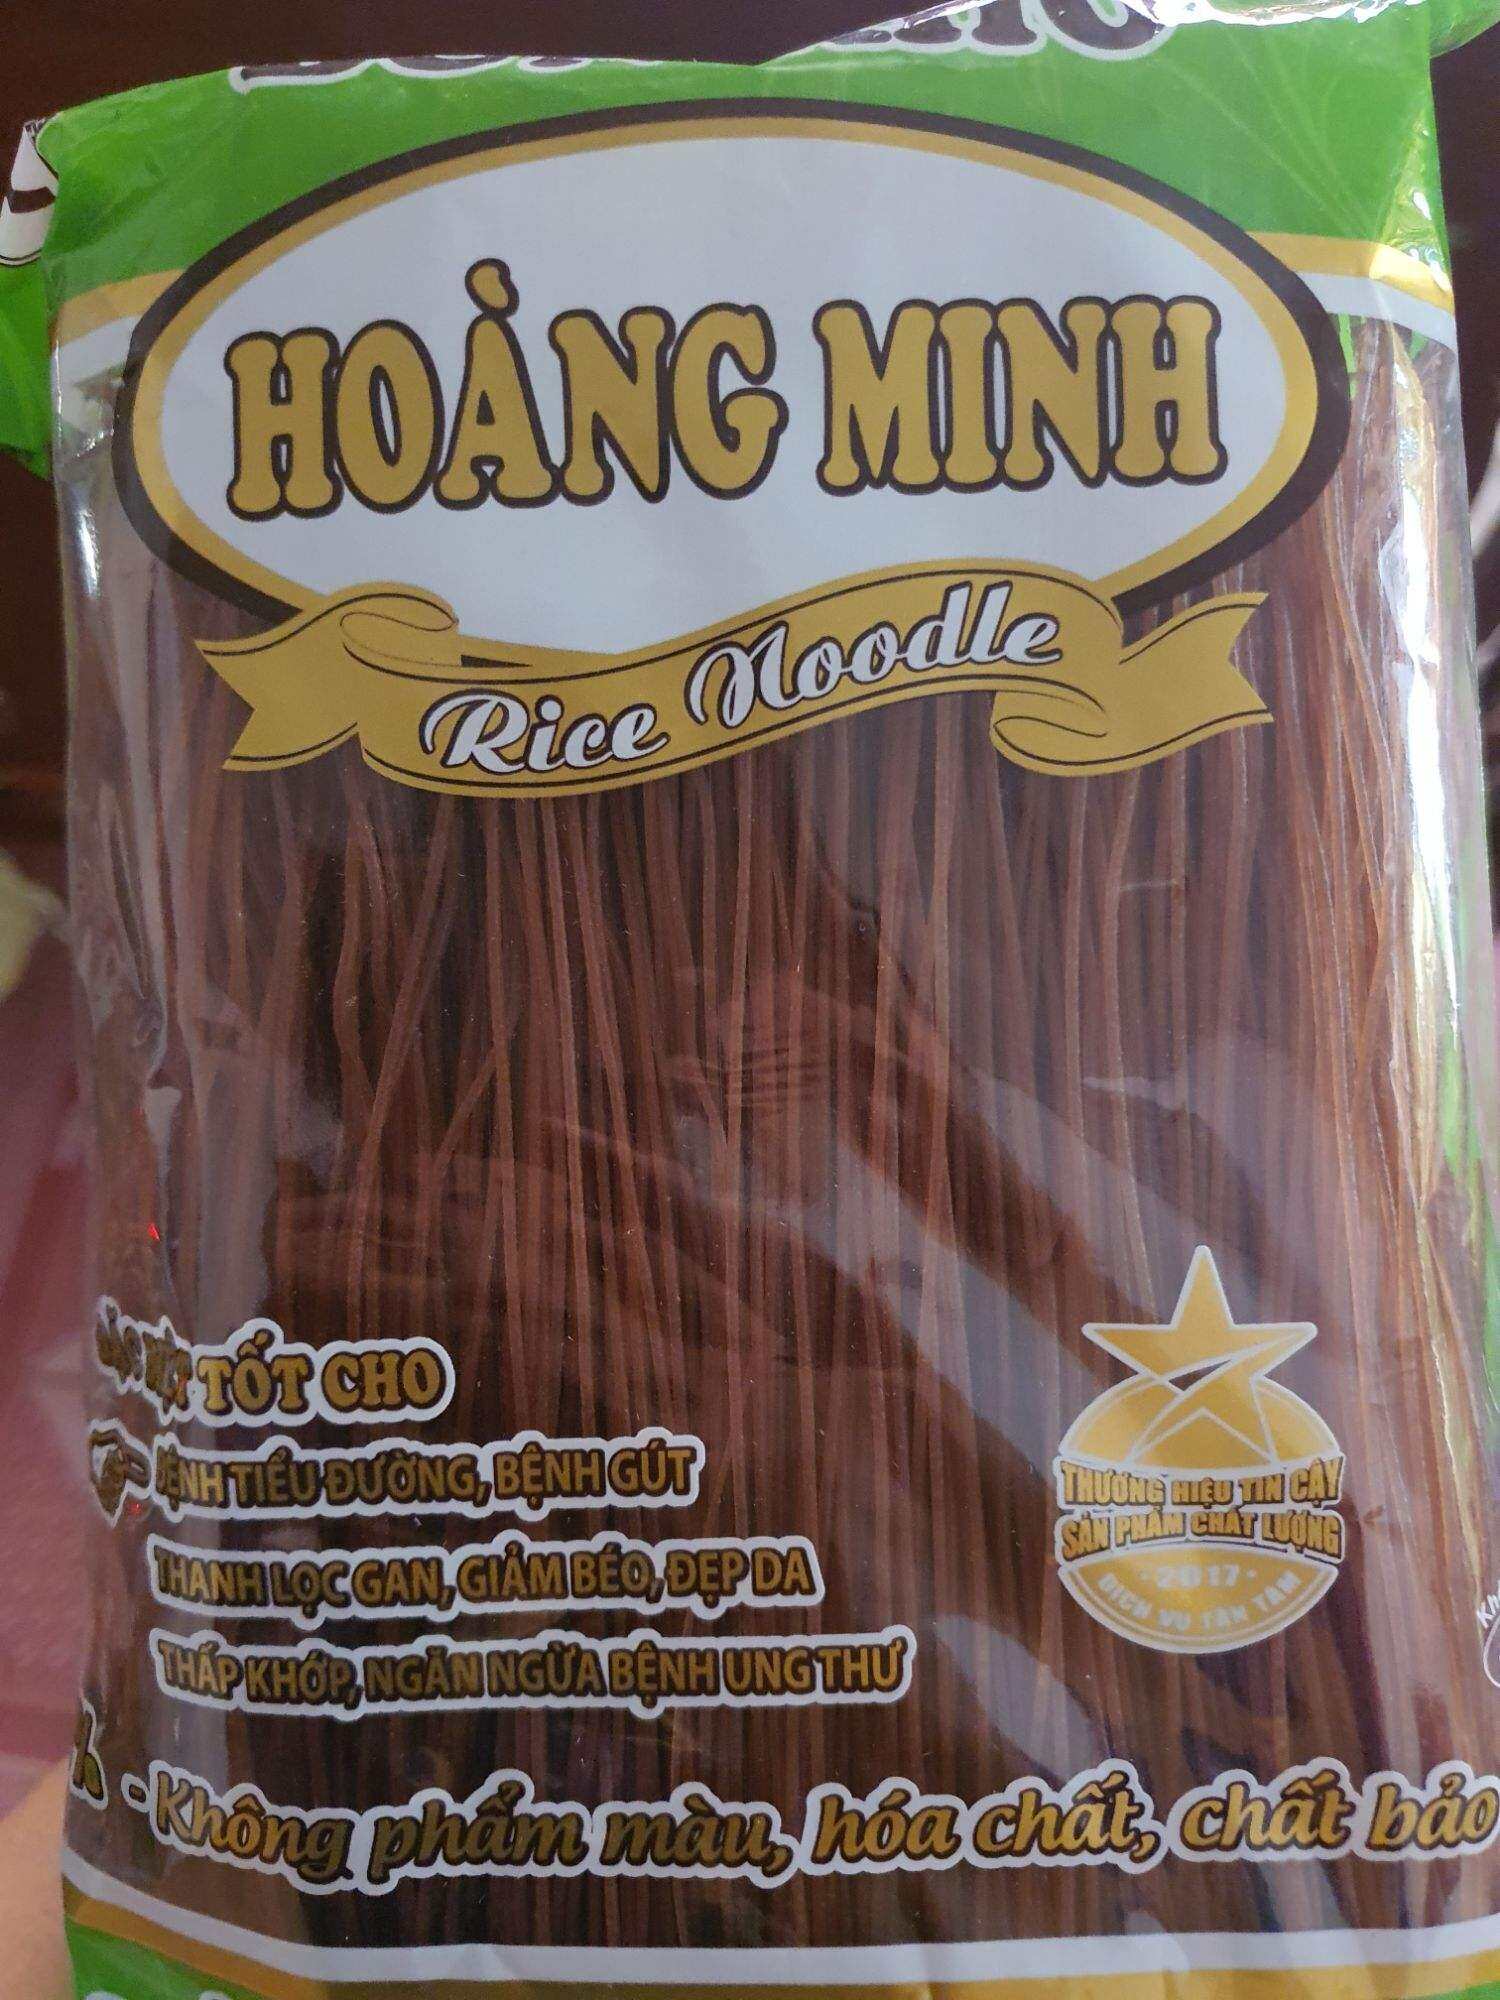 HOÀNG MINH
Rice Noodle
TỐT CHO
BỆNH TIỂU ĐƯỜNG, BỆNH GÚT
THANH LỌC GAN, GIẢM BÉO, ĐẸP DA
THẤP KHỚP, NGĂN NGỪA BỆNH UNG THƯ
THƯƠNG HIỆU TIN CẬY
SẢN PHẨM CHẤT LƯỢNG
2017
DỊCH VỤ TẬN TÂM
- Không phẩm màu, hóa chất, chất bảo